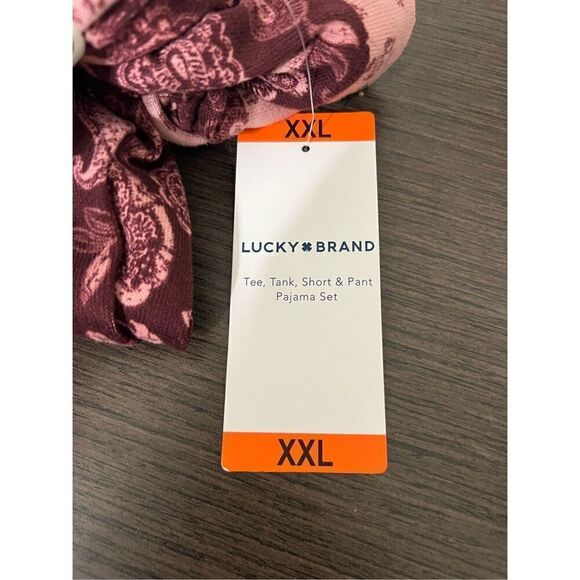 XXL
LUCKY BRAND
Tee, Tank, Short & Pant
Pajama Set
XXL